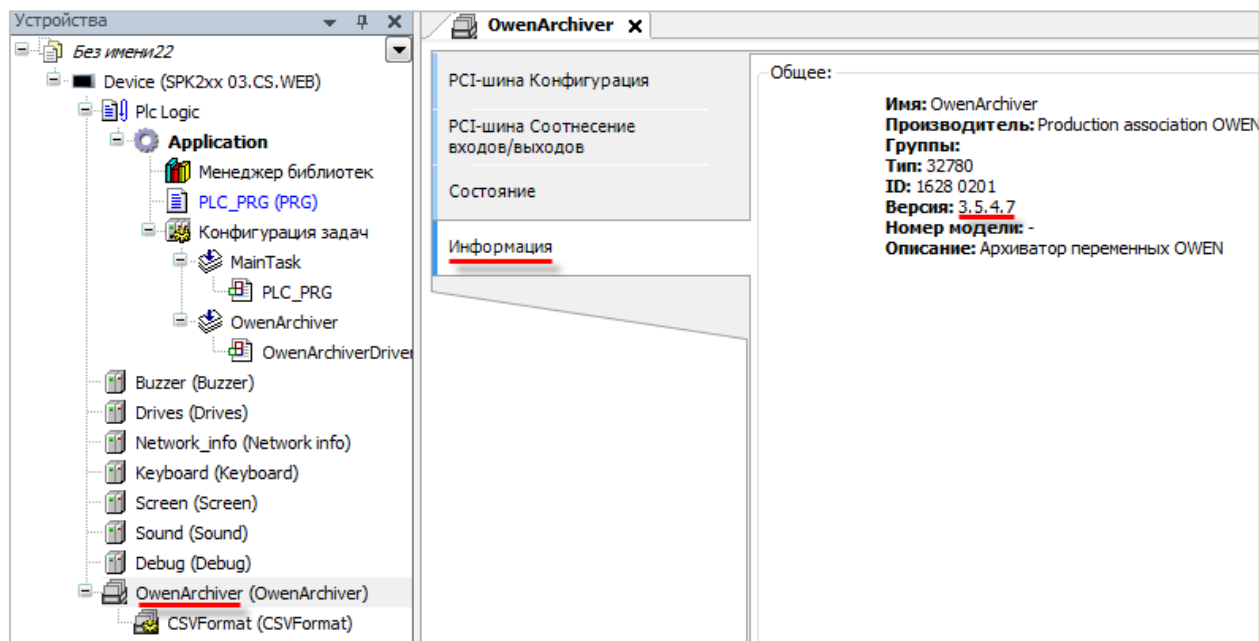 Устройства
Без имени22
Device (SPK2xx 03.CS.WEB)
Plc Logic
Application
Менеджер библиотек
PLC_PRG (PRG)
Конфигурация задач
MainTask
PLC_PRG
OwenArchiver
OwenArchiverDriver
Buzzer (Buzzer)
Drives (Drives)
Network_info (Network info)
Keyboard (Keyboard)
Screen (Screen)
Sound (Sound)
Debug (Debug)
OwenArchiver (OwenArchiver)
CSVFormat (CSVFormat)
OwenArchiver
PCI-шина Конфигурация
PCI-шина Соотнесение
входов/выходов
Состояние
Информация
Общее:
Имя: OwenArchiver
Производитель: Production association OWEN
Группы:
Тип: 32780
ID: 1628 0201
Версия: 3.5.4.7
Номер модели: -
Описание: Архиватор переменных OWEN